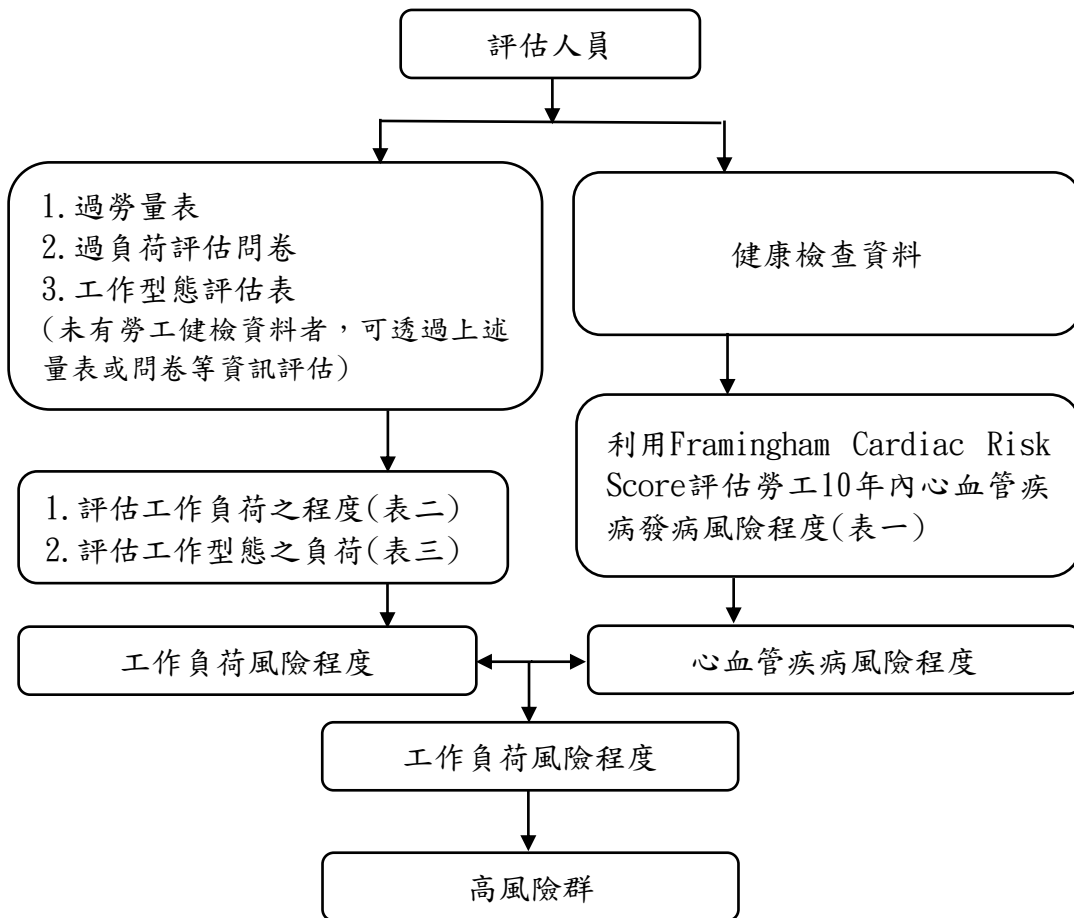 評估人員
1.過勞量表
2.過負荷評估問卷
3.工作型態評估表
(未有勞工健檢資料者，可透過上述
量表或問卷等資訊評估)
健康檢查資料
1.評估工作負荷之程度(表二)
2.評估工作型態之負荷(表三)
利用Framingham Cardiac Risk
Score評估勞工10年內心血管疾
病發病風險程度(表一)
工作負荷風險程度
心血管疾病風險程度
工作負荷風險程度
高風險群